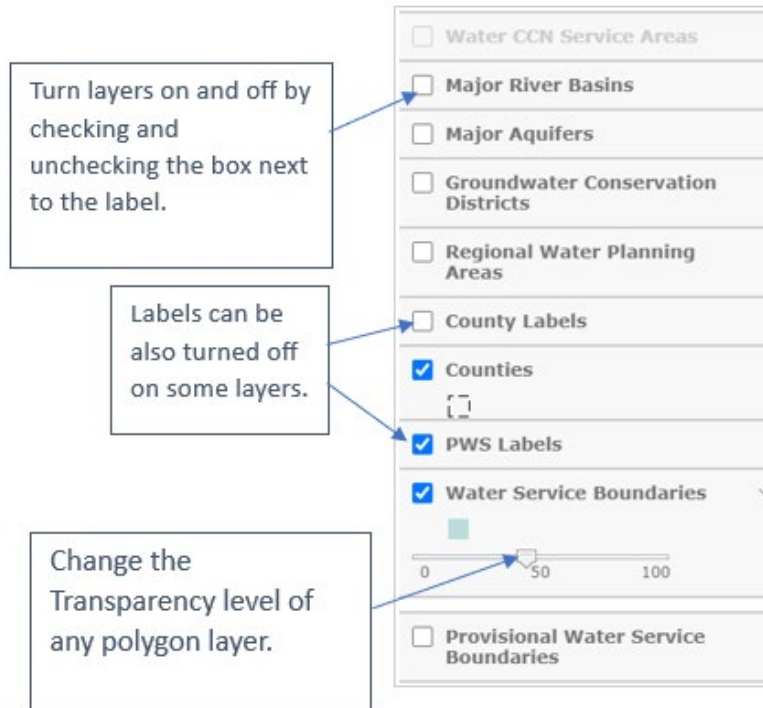 Water CCN Service Areas
Turn layers on and off by
checking and
unchecking the box next
to the label.
Major River Basins
Major Aquifers
Groundwater Conservation
Districts
Regional Water Planning
Areas
Labels can be
also turned off
on some layers.
County Labels
Counties
PWS Labels
Water Service Boundaries
Change the
Transparency level of
any polygon layer.
0 50 100
Provisional Water Service
Boundaries